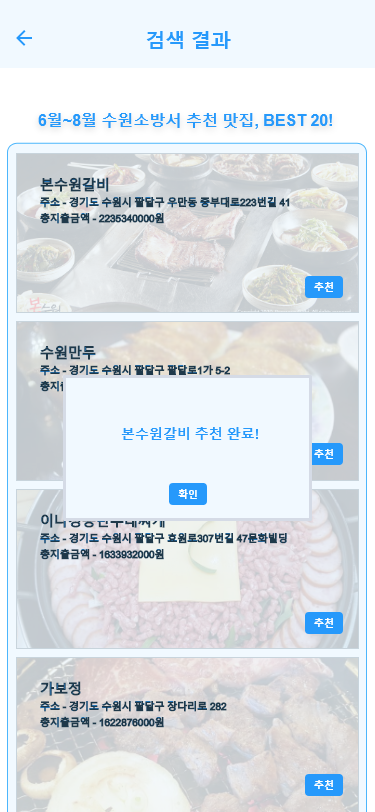 검색 결과
6월~8월 수원소방서 추천 맛집, BEST 20!
본수원갈비
주소 - 경기도 수원시 팔달구 우만동 중부대로223번길 41
총지출금액 - 2235340000원
추천
수원만두
주소 - 경기도 수원시 팔달구 팔달로1가 5-2
추천
본수원갈비 추천 완료!
확인
주소 - 경기도 수원시 팔달구 효원로307번길 47문화빌딩
총지출금액 - 1633932000원
추천
가보정
주소 - 경기도 수원시 팔달구 장다리로 282
총지출금액 - 1622876000원
추천